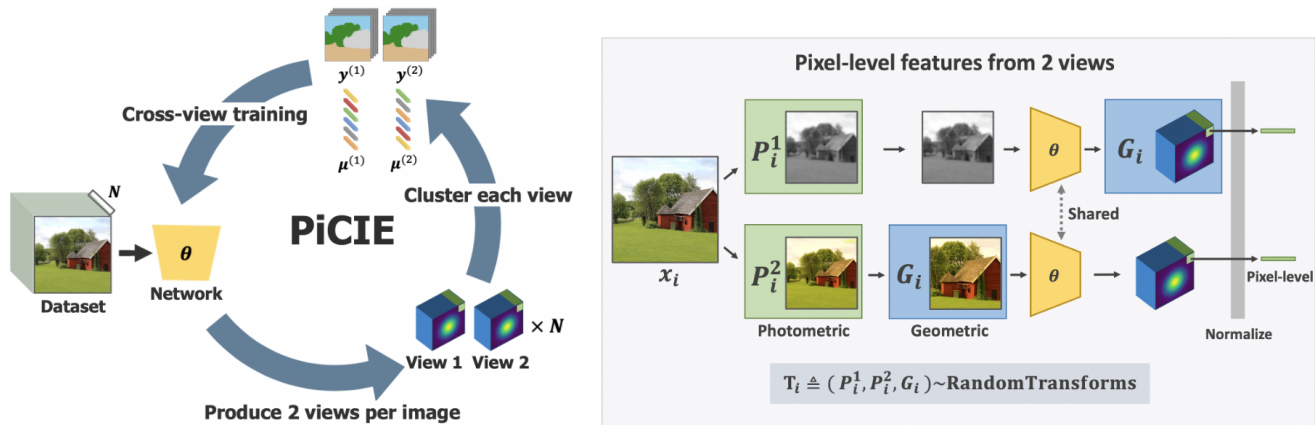 y⁽¹⁾ y⁽²⁾
μ⁽¹⁾ μ⁽²⁾
Cross-view training
Cluster each view
PiCIE
N
θ
Dataset
Network
× N
View 1 View 2
Produce 2 views per image
Pixel-level features from 2 views
P_i^1
θ
G_i
Shared
x_i
P_i^2
G_i
θ
Pixel-level
Photometric
Geometric
Normalize
T_i ≜ ( P_i^1, P_i^2, G_i )~RandomTransforms